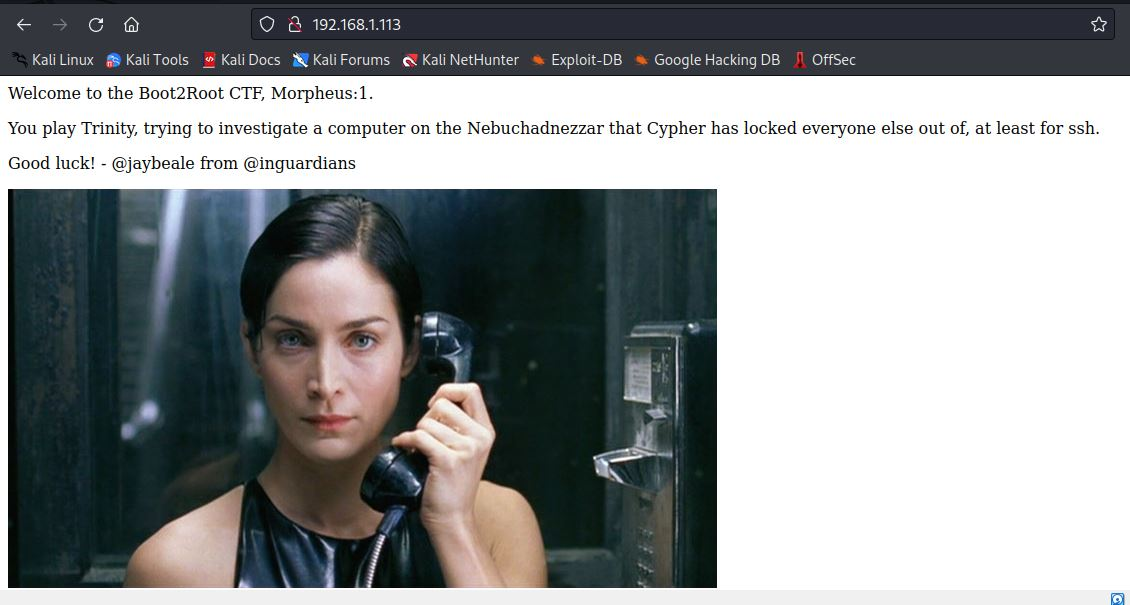 192.168.1.113
Kali Linux Kali Tools Kali Docs Kali Forums Kali NetHunter Exploit-DB Google Hacking DB OffSec
Welcome to the Boot2Root CTF, Morpheus:1.
You play Trinity, trying to investigate a computer on the Nebuchadnezzar that Cypher has locked everyone else out of, at least for ssh.
Good luck! - @jaybeale from @inguardians